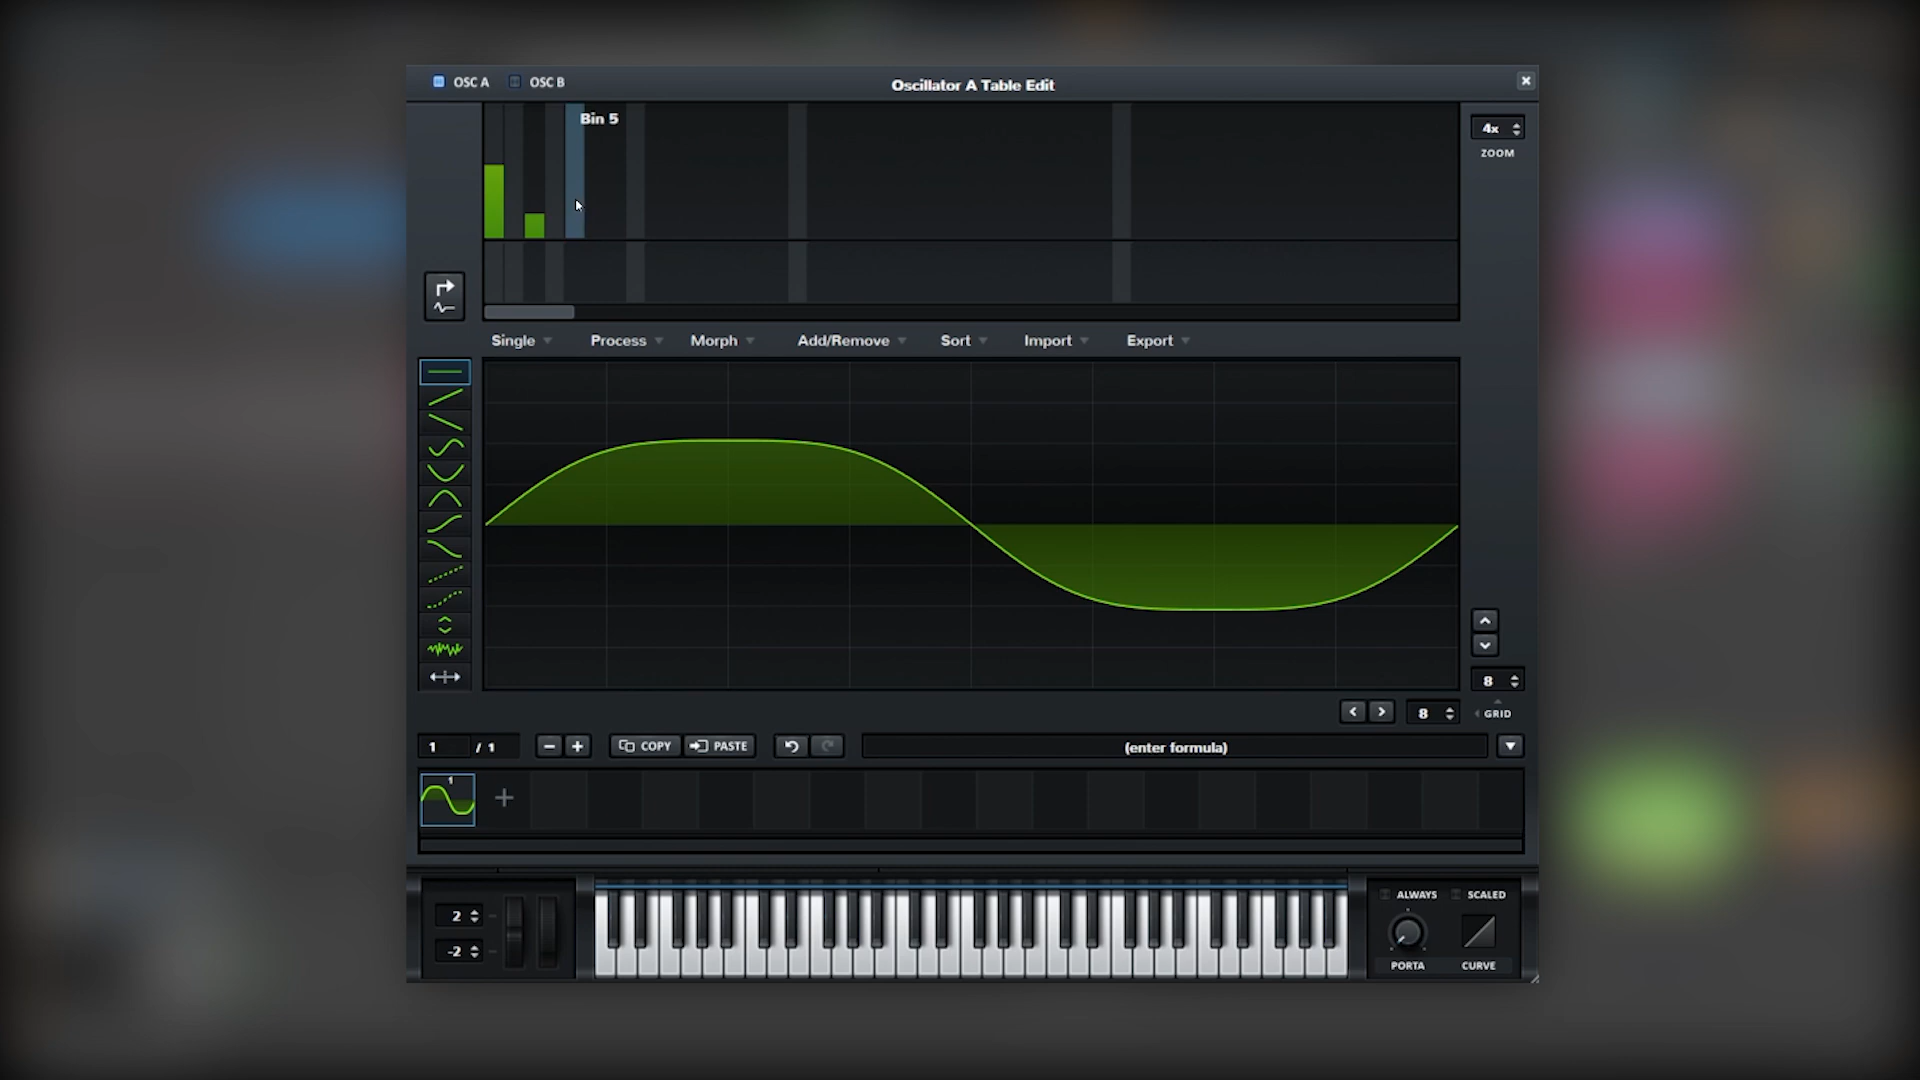 OSC A
OSC B
Oscillator A Table Edit
Bin 5
4x
ZOOM
Single
Process
Morph
Add/Remove
Sort
Import
Export
8
8
GRID
1 / 1
COPY
PASTE
(enter formula)
1
ALWAYS
SCALED
2
-2
PORTA
CURVE